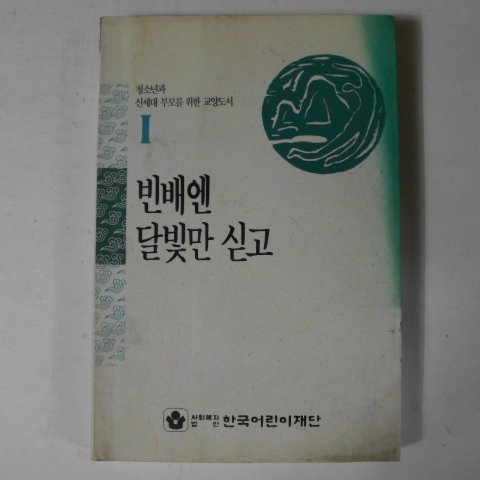 청소년과
신세대 부모를 위한 교양도서
I
빈배엔
달빛만 싣고
사회복지
법인
한국어린이재단